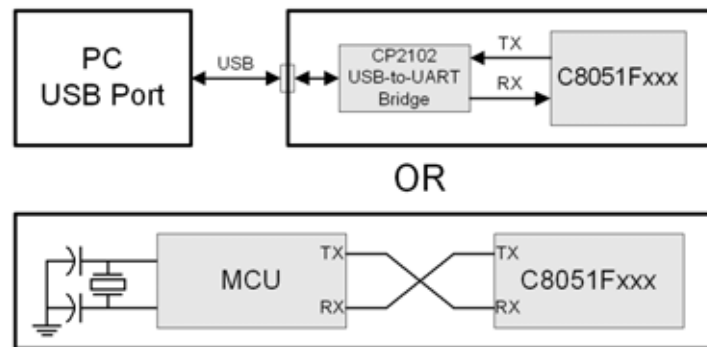 PC
USB Port
USB
CP2102
USB-to-UART
Bridge
TX
RX
C8051Fxxx
OR
MCU
TX
RX
TX
RX
C8051Fxxx